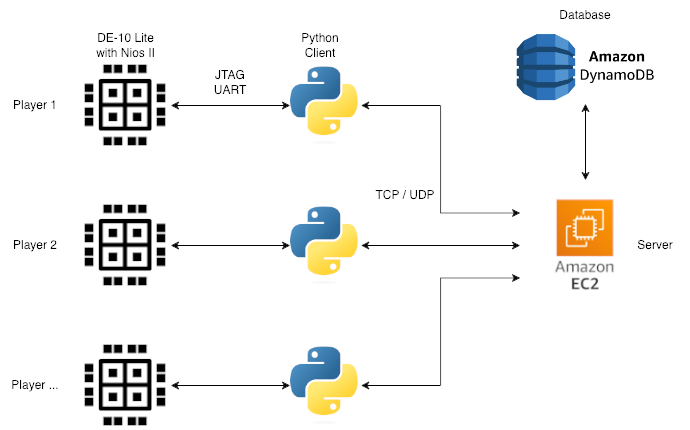 Database
DE-10 Lite
with Nios II
Python
Client
Amazon
DynamoDB
JTAG
UART
Player 1
TCP / UDP
Player 2
Server
Amazon
EC2
Player ...